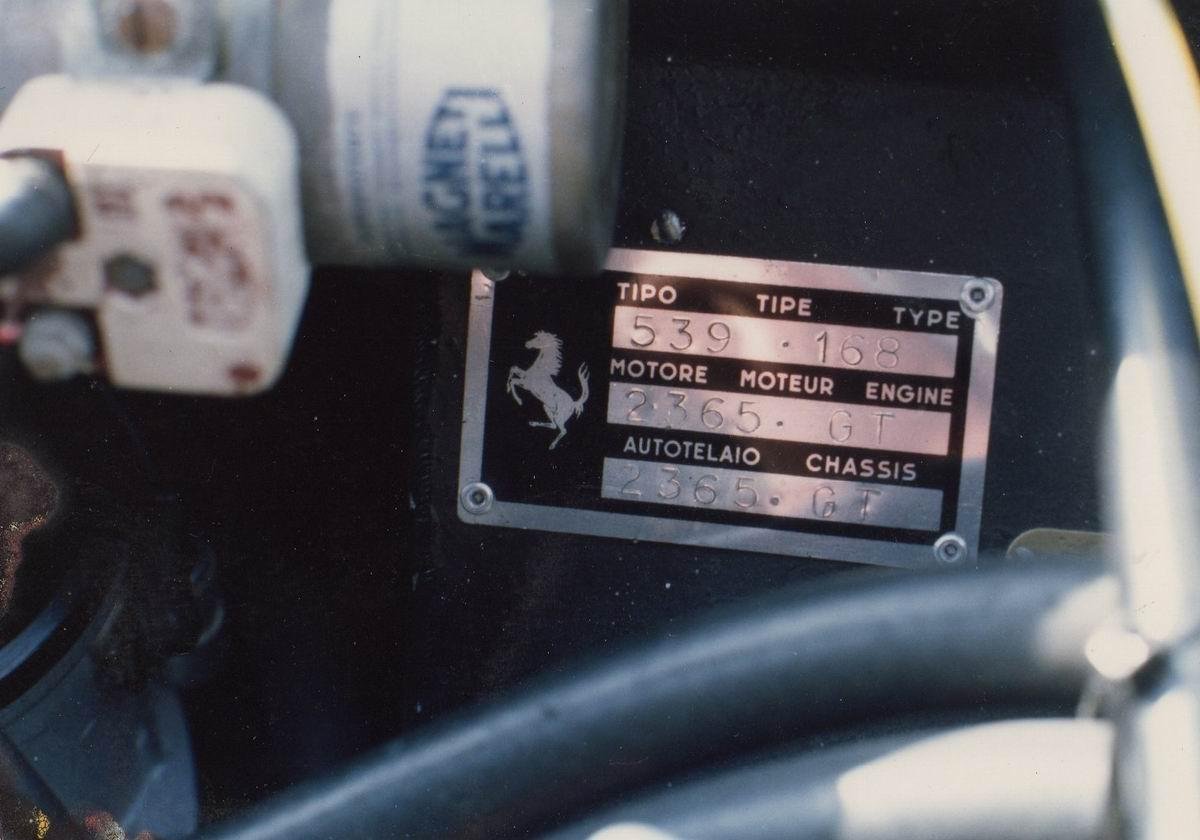 MAGNETI
MARELLI
TIPO TIPE TYPE
539 · 168
MOTORE MOTEUR ENGINE
2365· GT
AUTOTELAIO CHASSIS
2365· GT